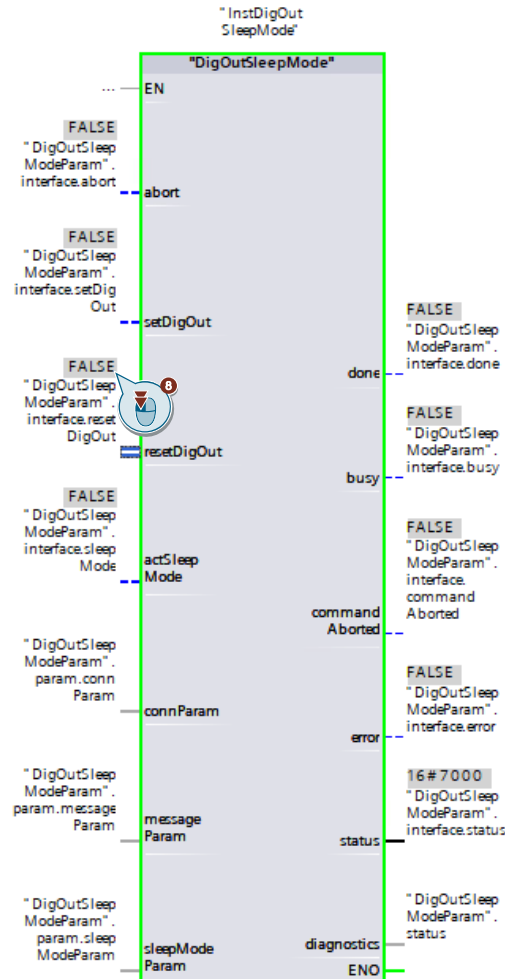 "InstDigOut
SleepMode"
"DigOutSleepMode"
...
EN
FALSE
"DigOutSleep
ModeParam".
interface.abort
abort
FALSE
"DigOutSleep
ModeParam".
interface.setDig
Out
setDigOut
FALSE
"DigOutSleep
ModeParam".
interface.reset
DigOut
8
resetDigOut
FALSE
"DigOutSleep
ModeParam".
interface.sleep
Mode
actSleep
Mode
"DigOutSleep
ModeParam".
param.conn
Param
connParam
"DigOutSleep
ModeParam".
param.message
Param
message
Param
"DigOutSleep
ModeParam".
param.sleep
ModeParam
sleepMode
Param
done
FALSE
"DigOutSleep
ModeParam".
interface.done
busy
FALSE
"DigOutSleep
ModeParam".
interface.busy
command
Aborted
FALSE
"DigOutSleep
ModeParam".
interface.
command
Aborted
error
FALSE
"DigOutSleep
ModeParam".
interface.error
status
16#7000
"DigOutSleep
ModeParam".
interface.status
diagnostics
"DigOutSleep
ModeParam".
status
ENO